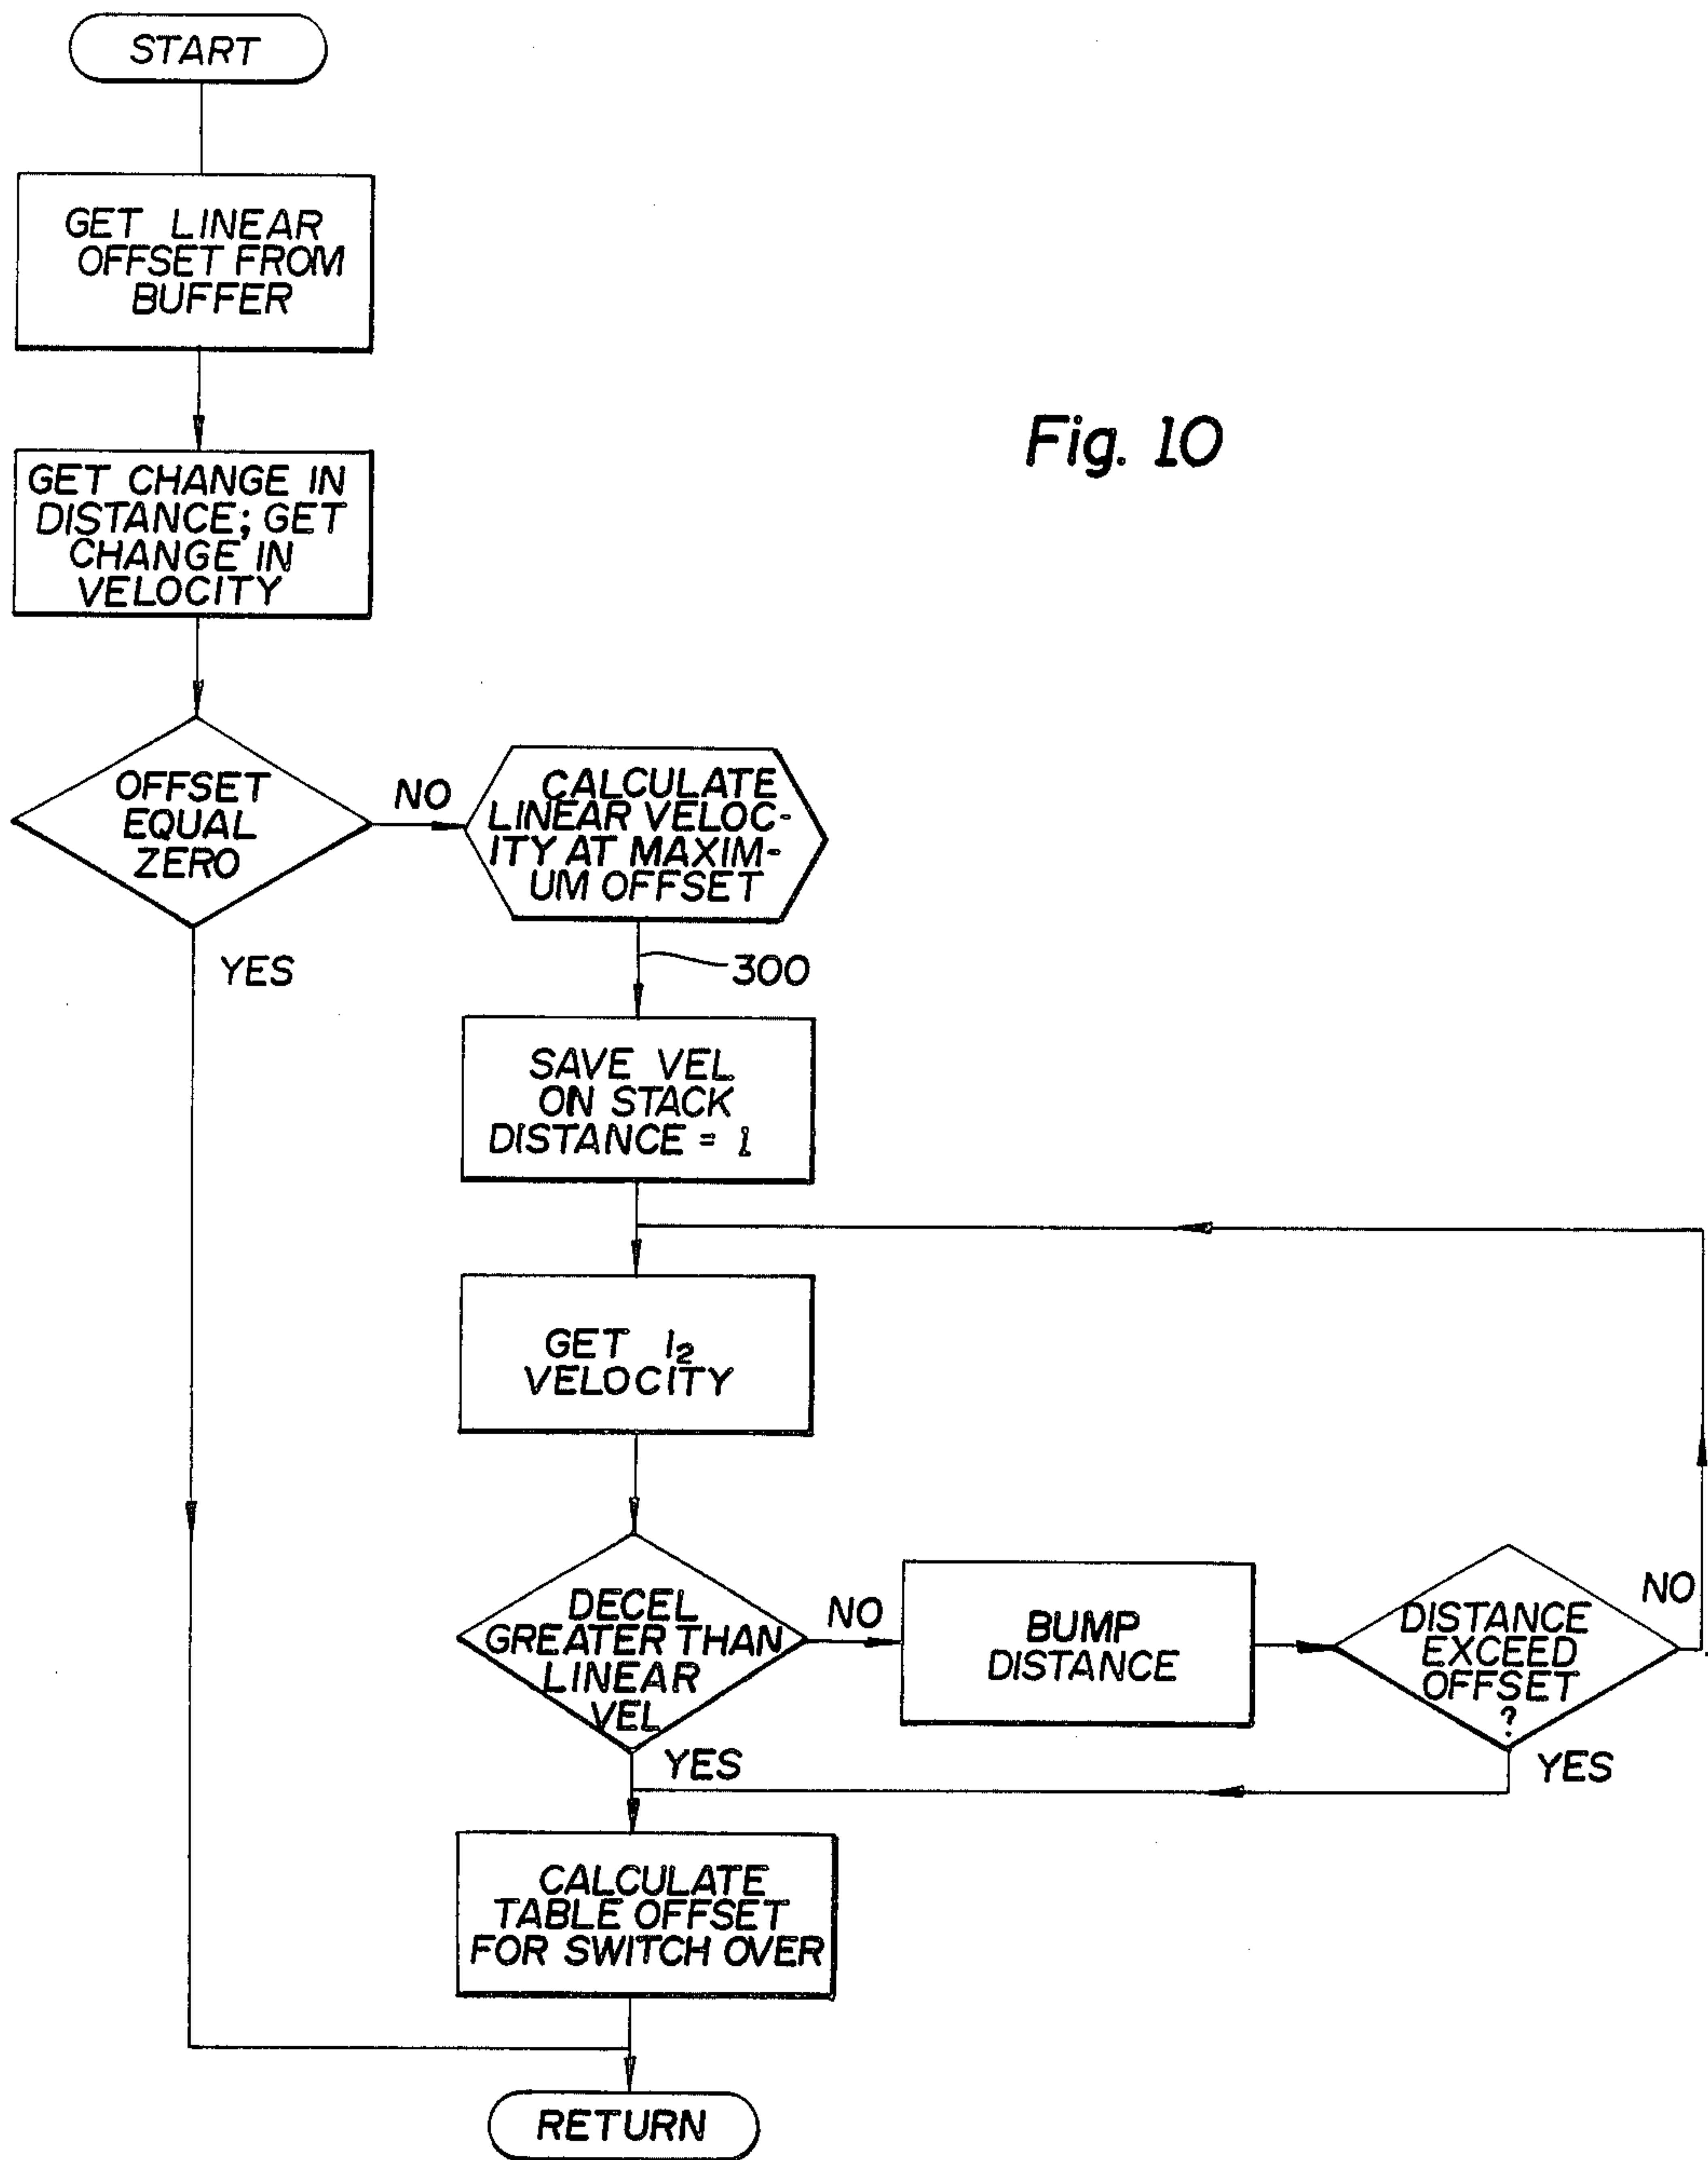 START
GET LINEAR
OFFSET FROM
BUFFER
Fig. 10
GET CHANGE IN
DISTANCE; GET
CHANGE IN
VELOCITY
OFFSET
EQUAL
ZERO
NO
YES
CALCULATE
LINEAR VELOC-
ITY AT MAXIM-
UM OFFSET
300
SAVE VEL
ON STACK
DISTANCE = 1
GET I₂
VELOCITY
DECEL
GREATER THAN
LINEAR
VEL
NO
YES
BUMP
DISTANCE
DISTANCE
EXCEED
OFFSET
?
NO
YES
CALCULATE
TABLE OFFSET
FOR SWITCH OVER
RETURN